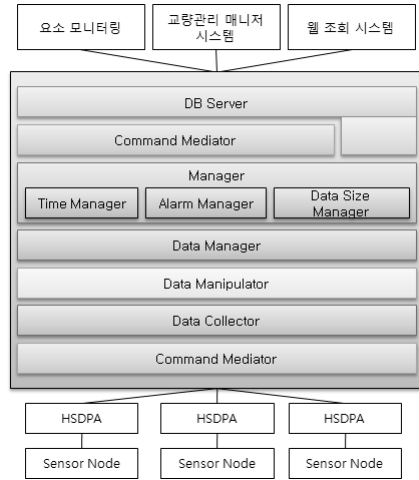 요소 모니터링
교량관리 매니저
시스템
웹 조회 시스템
DB Server
Command Mediator
Manager
Time Manager
Alarm Manager
Data Size
Manager
Data Manager
Data Manipulator
Data Collector
Command Mediator
HSDPA
HSDPA
HSDPA
Sensor Node
Sensor Node
Sensor Node